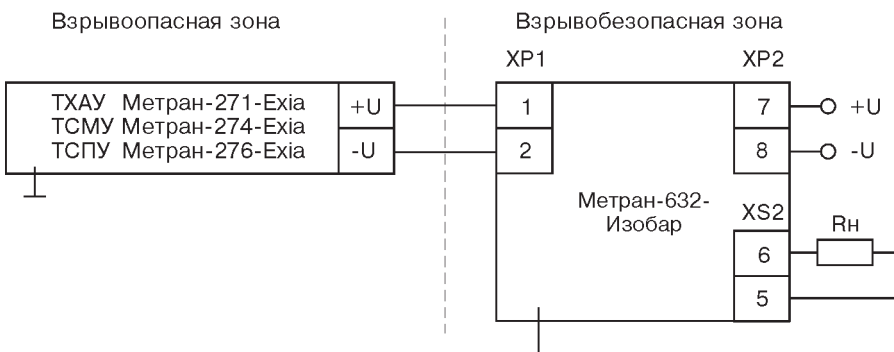 Взрывоопасная зона
Взрывобезопасная зона
XP1
XP2
ТХАУ Метран-271-Exia
ТСМУ Метран-274-Exia
ТСПУ Метран-276-Exia
+U
-U
1
2
7
8
+U
-U
Метран-632-
Изобар
XS2
6
5
Rн